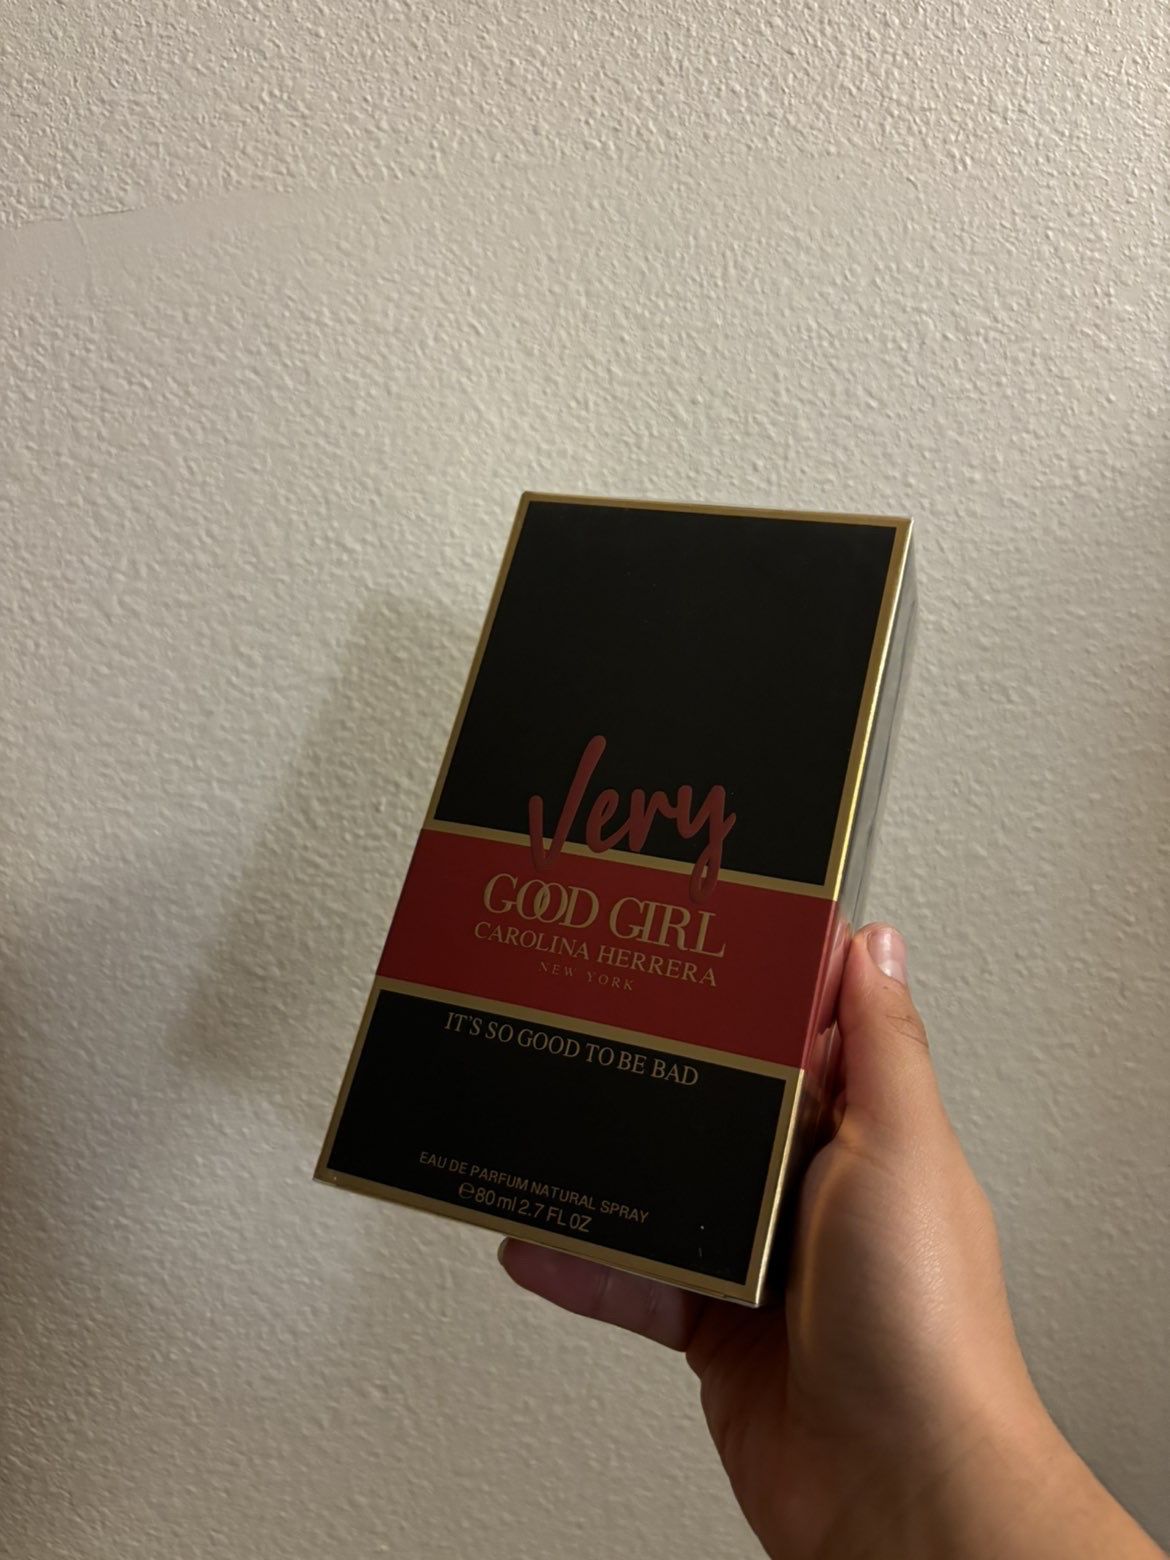 Very
GOOD GIRL
CAROLINA HERRERA
NEW YORK
IT'S SO GOOD TO BE BAD
EAU DE PARFUM NATURAL SPRAY
℮80 ml 2.7 FL OZ